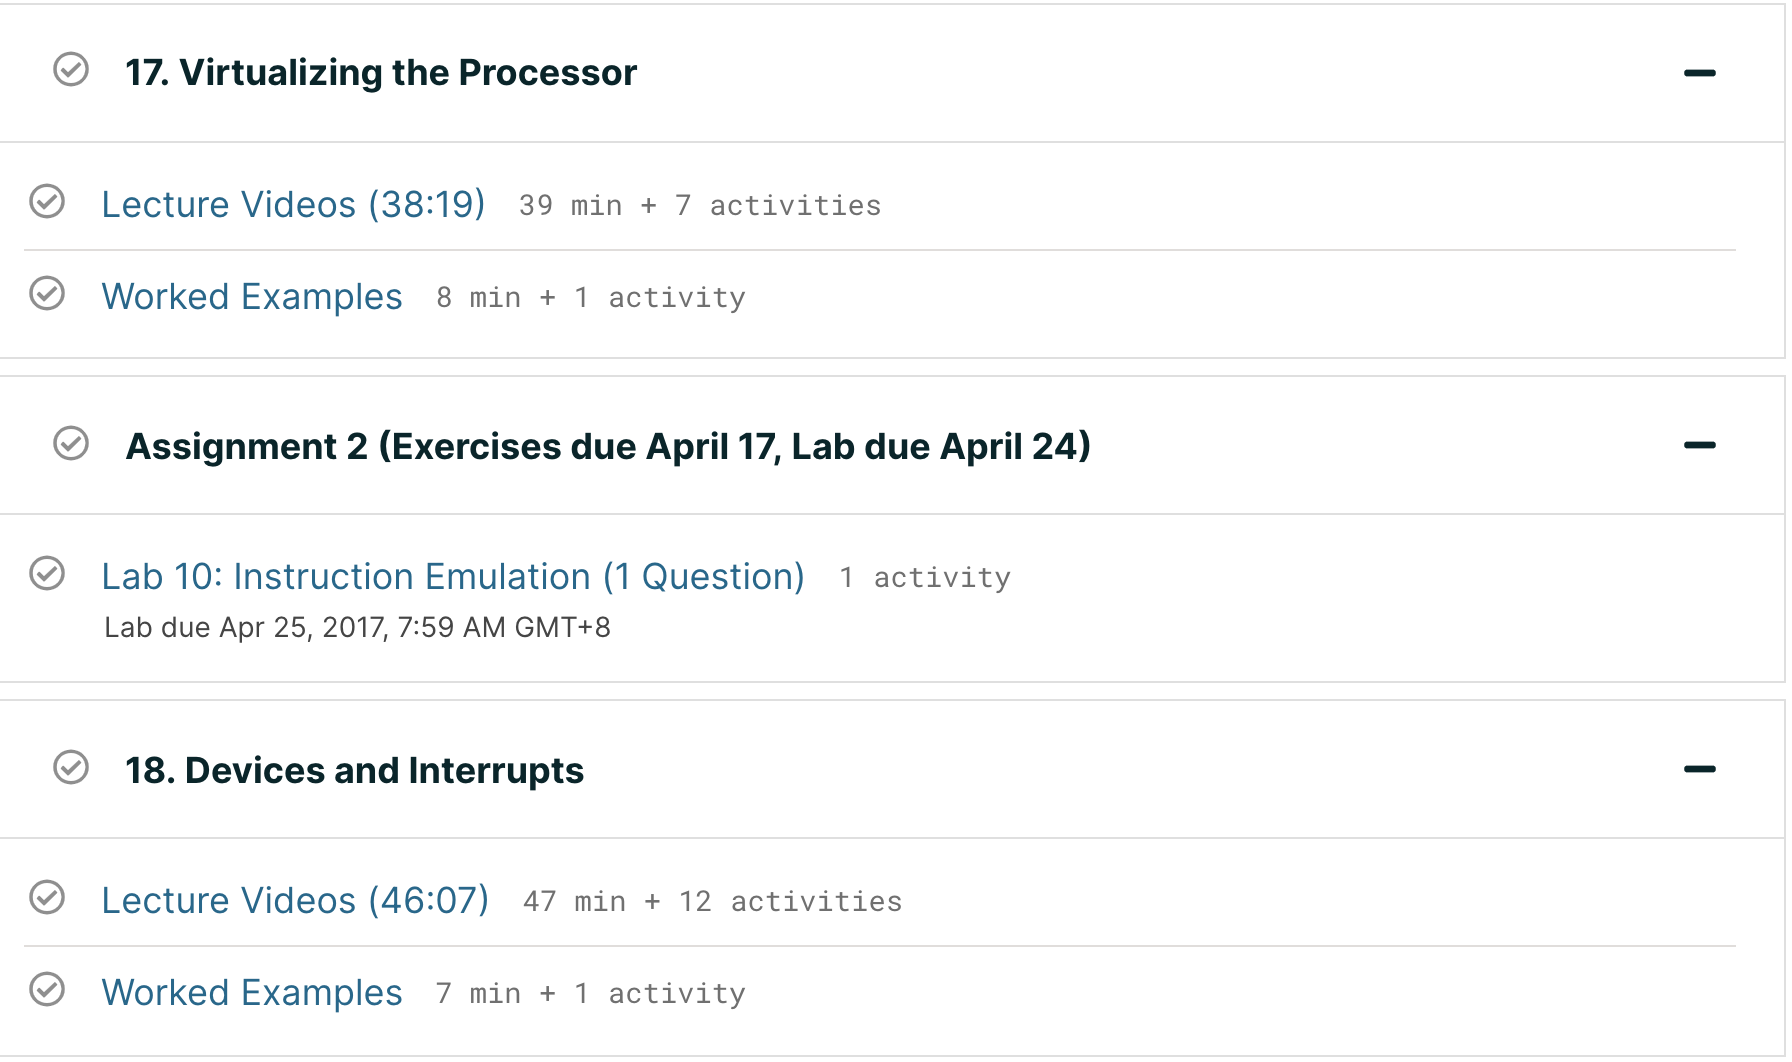 17. Virtualizing the Processor
Lecture Videos (38:19) 39 min + 7 activities
Worked Examples 8 min + 1 activity
Assignment 2 (Exercises due April 17, Lab due April 24)
Lab 10: Instruction Emulation (1 Question) 1 activity
Lab due Apr 25, 2017, 7:59 AM GMT+8
18. Devices and Interrupts
Lecture Videos (46:07) 47 min + 12 activities
Worked Examples 7 min + 1 activity